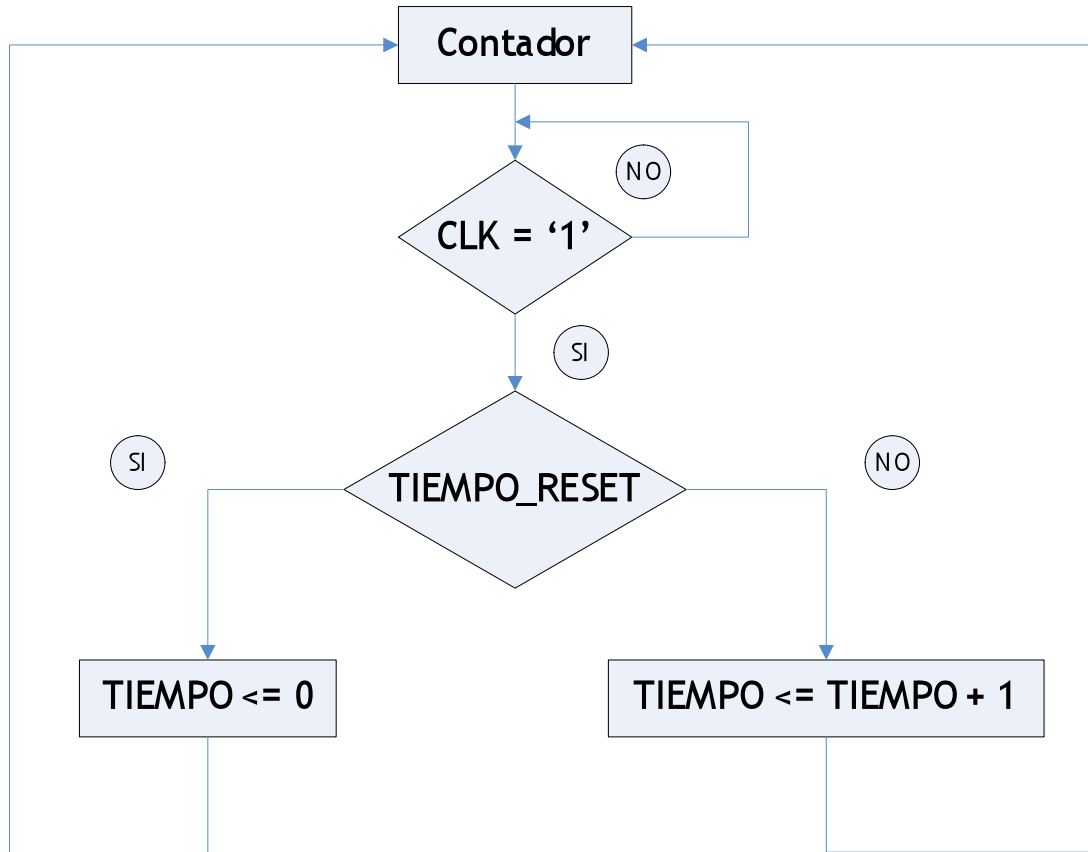 Contador
NO
CLK = ‘1’
SI
SI
NO
TIEMPO_RESET
TIEMPO <= 0
TIEMPO <= TIEMPO + 1